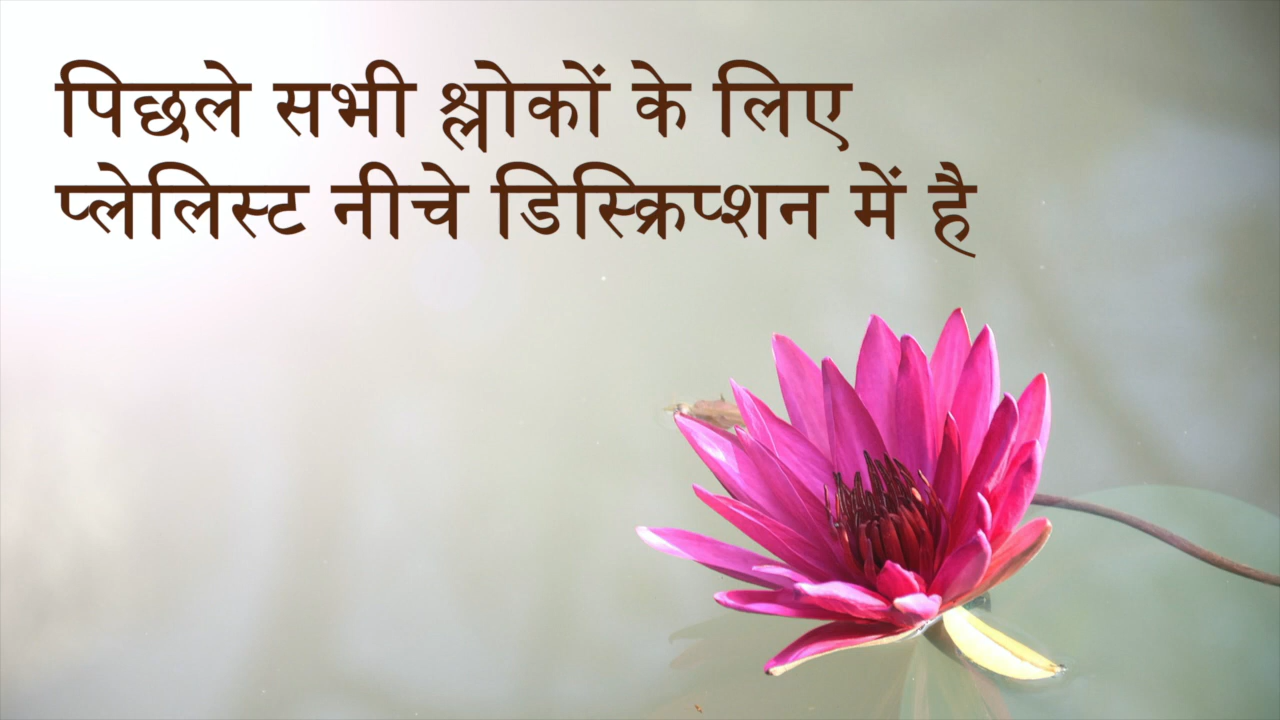 पिछले सभी श्लोकों के लिए
प्लेलिस्ट नीचे डिस्क्रिप्शन में है